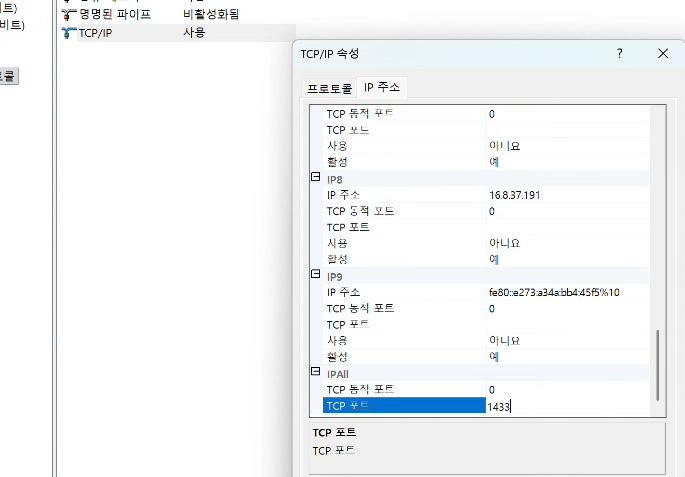 트)
비트)
토콜
명명된 파이프 비활성화됨
TCP/IP 사용
TCP/IP 속성 ? ×
프로토콜 IP 주소
TCP 동적 포트 0
TCP 포트
사용 아니요
활성 예
IP8
IP 주소 16.8.37.191
TCP 동적 포트 0
TCP 포트
사용 아니요
활성 예
IP9
IP 주소 fe80::e273:a34a:bb4:45f5%10
TCP 동적 포트 0
TCP 포트
사용 아니요
활성 예
IPAll
TCP 동적 포트 0
TCP 포트 1433
TCP 포트
TCP 포트